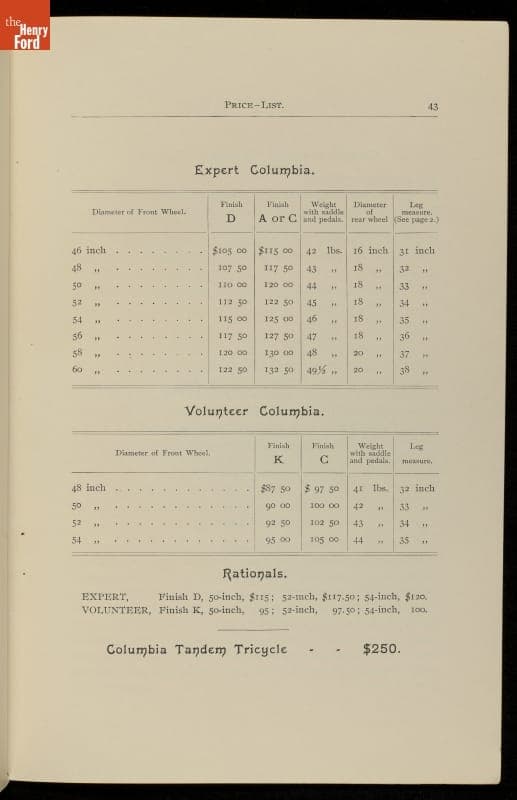 the
Henry
Ford
PRICE-LIST. 43
Expert Columbia.
Diameter of Front Wheel. Finish D Finish A or C Weight with saddle and pedals. Diameter of rear wheel Leg measure. (See page 2.)
46 inch . . . . . . . . $105 00 $115 00 42 lbs. 16 inch 31 inch
48 „ . . . . . . . . 107 50 117 50 43 „ 18 „ 32 „
50 „ . . . . . . . . 110 00 120 00 44 „ 18 „ 33 „
52 „ . . . . . . . . 112 50 122 50 45 „ 18 „ 34 „
54 „ . . . . . . . . 115 00 125 00 46 „ 18 „ 35 „
56 „ . . . . . . . . 117 50 127 50 47 „ 18 „ 36 „
58 „ . . . . . . . . 120 00 130 00 48 „ 20 „ 37 „
60 „ . . . . . . . . 122 50 132 50 49½ „ 20 „ 38 „
Volunteer Columbia.
Diameter of Front Wheel. Finish K Finish C Weight with saddle and pedals. Leg measure.
48 inch . . . . . . . . . . . . $87 50 $ 97 50 41 lbs. 32 inch
50 „ . . . . . . . . . . . . 90 00 100 00 42 „ 33 „
52 „ . . . . . . . . . . . . 92 50 102 50 43 „ 34 „
54 „ . . . . . . . . . . . . 95 00 105 00 44 „ 35 „
Rationals.
EXPERT, Finish D, 50-inch, $115; 52-inch, $117.50; 54-inch, $120.
VOLUNTEER, Finish K, 50-inch, 95; 52-inch, 97.50; 54-inch, 100.
Columbia Tandem Tricycle - - $250.